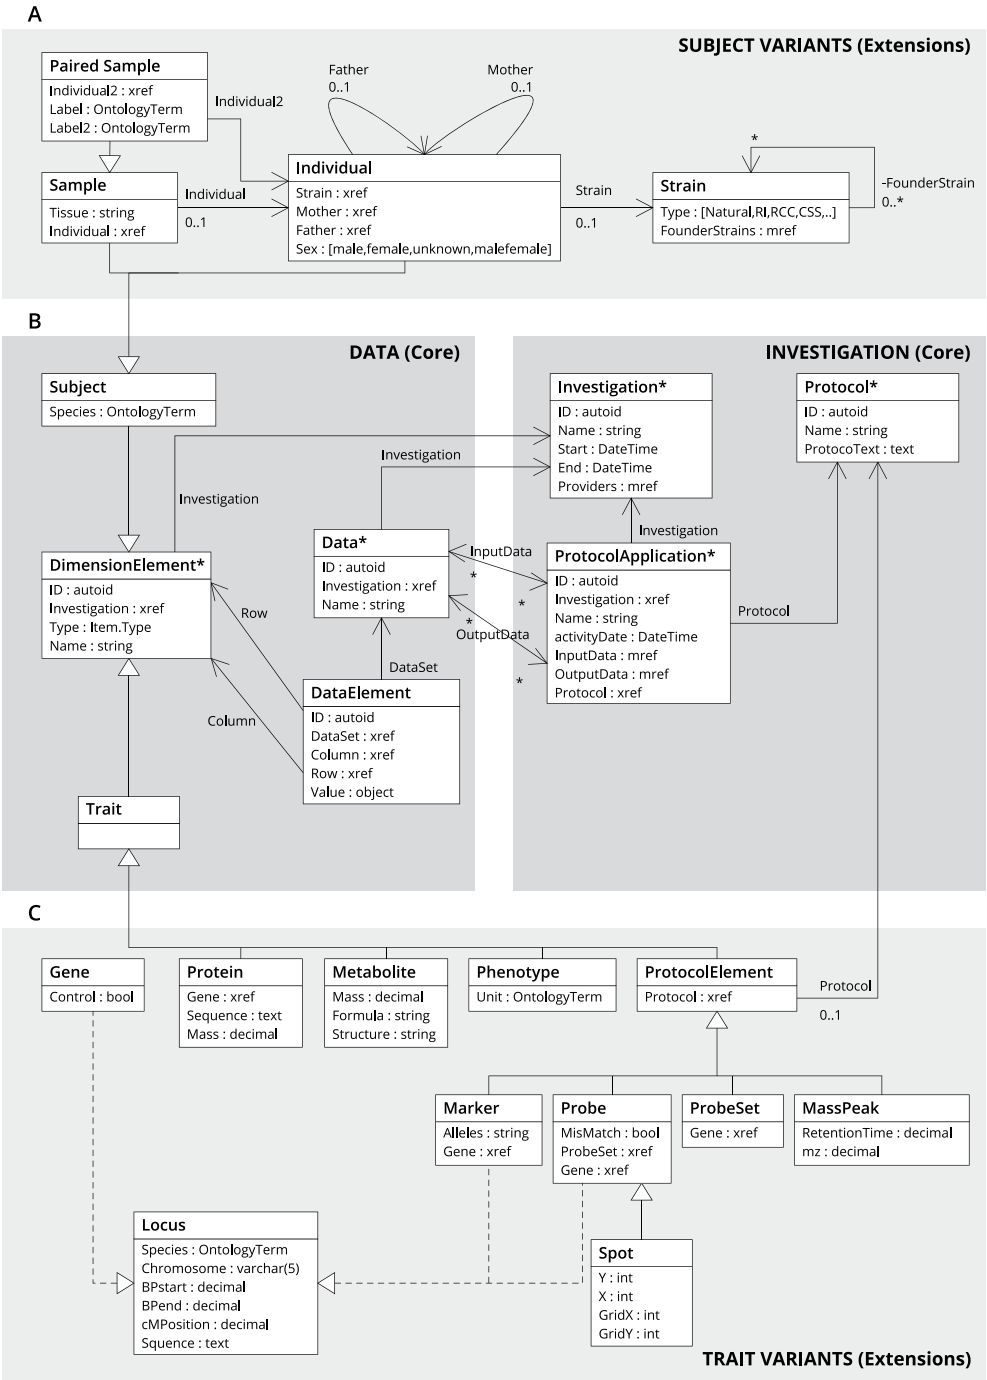 A
SUBJECT VARIANTS (Extensions)
Paired Sample
Individual2 : xref
Label : OntologyTerm
Label2 : OntologyTerm
Individual2
Father
0..1
Mother
0..1
Sample
Tissue : string
Individual : xref
Individual
0..1
Individual
Strain : xref
Mother : xref
Father : xref
Sex : [male,female,unknown,malefemale]
Strain
0..1
Strain
Type : [Natural,RI,RCC,CSS,..]
FounderStrains : mref
*
-FounderStrain
0..*
B
DATA (Core)
Subject
Species : OntologyTerm
Investigation
Investigation
DimensionElement*
ID : autoid
Investigation : xref
Type : Item.Type
Name : string
Data*
ID : autoid
Investigation : xref
Name : string
Row
Column
DataSet
DataElement
ID : autoid
DataSet : xref
Column : xref
Row : xref
Value : object
Trait
INVESTIGATION (Core)
Investigation*
ID : autoid
Name : string
Start : DateTime
End : DateTime
Providers : mref
Protocol*
ID : autoid
Name : string
ProtocoText : text
Investigation
InputData
*
*
*
OutputData
*
ProtocolApplication*
ID : autoid
Investigation : xref
Name : string
activityDate : DateTime
InputData : mref
OutputData : mref
Protocol : xref
Protocol
C
Gene
Control : bool
Protein
Gene : xref
Sequence : text
Mass : decimal
Metabolite
Mass : decimal
Formula : string
Structure : string
Phenotype
Unit : OntologyTerm
ProtocolElement
Protocol : xref
Protocol
0..1
Marker
Alleles : string
Gene : xref
Probe
MisMatch : bool
ProbeSet : xref
Gene : xref
ProbeSet
Gene : xref
MassPeak
RetentionTime : decimal
mz : decimal
Locus
Species : OntologyTerm
Chromosome : varchar(5)
BPstart : decimal
BPend : decimal
cMPosition : decimal
Squence : text
Spot
Y : int
X : int
GridX : int
GridY : int
TRAIT VARIANTS (Extensions)